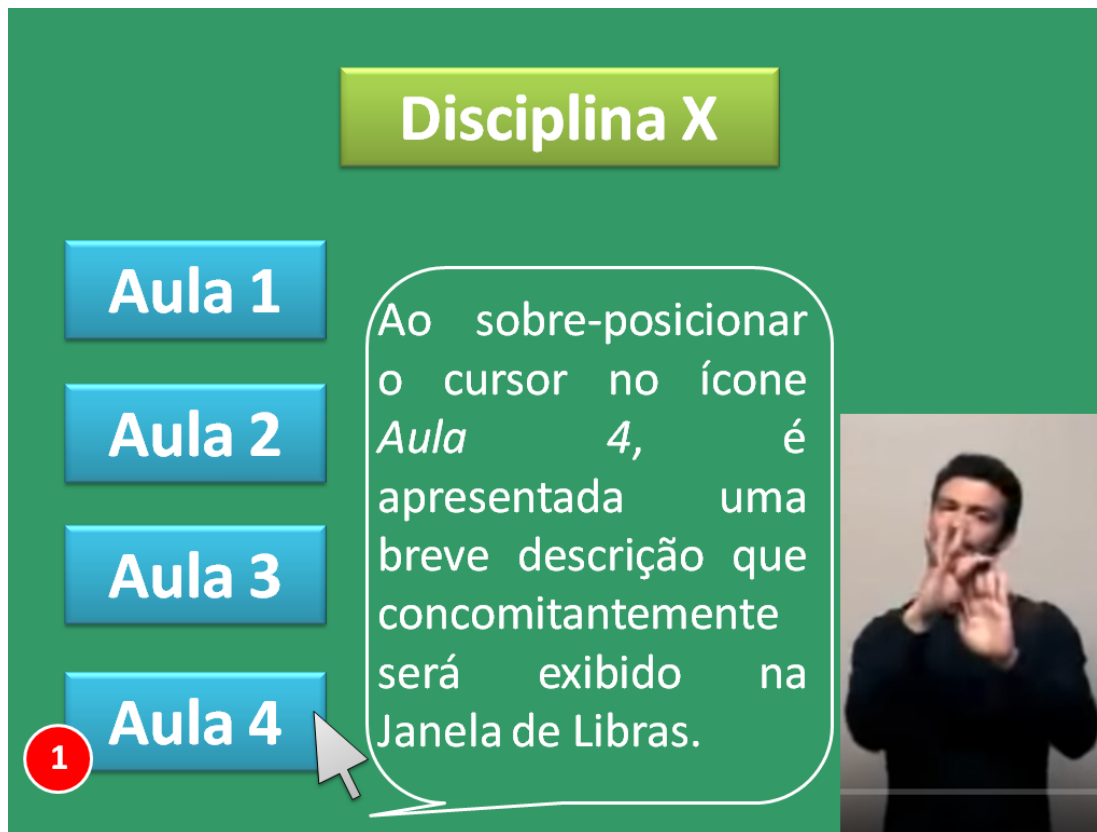 Disciplina X
Aula 1
Aula 2
Aula 3
Aula 4
1
Ao sobre-posicionar
o cursor no ícone
Aula 4, é
apresentada uma
breve descrição que
concomitantemente
será exibido na
Janela de Libras.